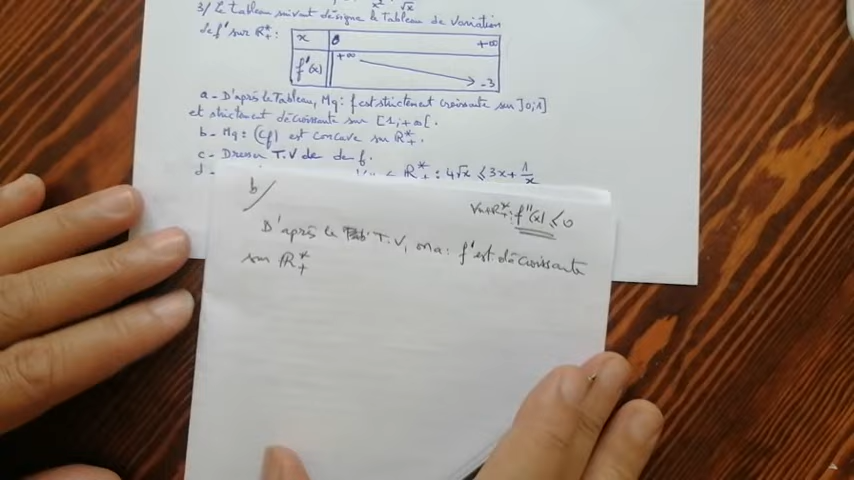 x² √x
3/ Le tableau suivant désigne le Tableau de Variation
de f' sur ℝ*₊ :
x 0 +∞
f'(x) +∞ -3
a - D'après le Tableau, Mq : f est strictement croissante sur ]0;1]
et strictement décroissante sur [1;+∞[.
b - Mq : (Cf) est concave sur ℝ*₊.
c - Dresser T.V de de f.
d - ℝ*₊ : 4√x ≤ 3x + 1/x
b/
∀x∈ℝ*₊ : f''(x) ≤ 0
D'après le T.V, on a : f' est décroissante
sur ℝ*₊